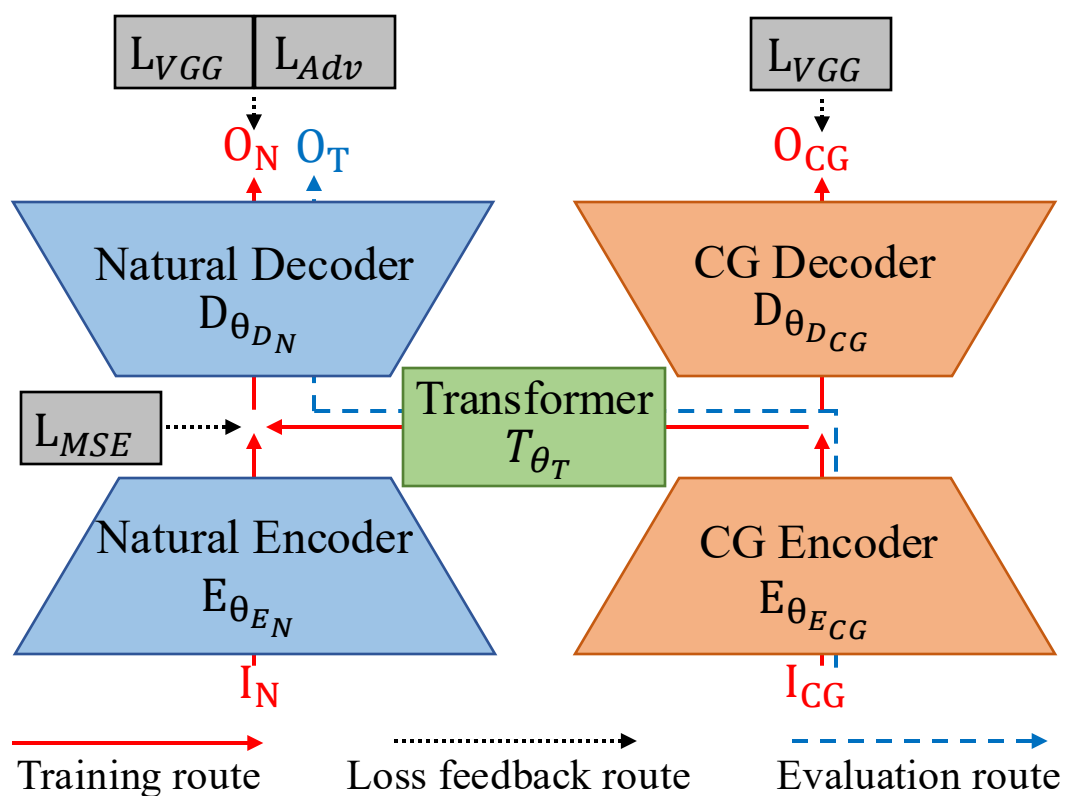 L_VGG L_Adv L_VGG
O_N O_T O_CG
Natural Decoder
D_θ_D_N
CG Decoder
D_θ_D_CG
L_MSE
Transformer
T_θ_T
Natural Encoder
E_θ_E_N
CG Encoder
E_θ_E_CG
I_N I_CG
Training route Loss feedback route Evaluation route